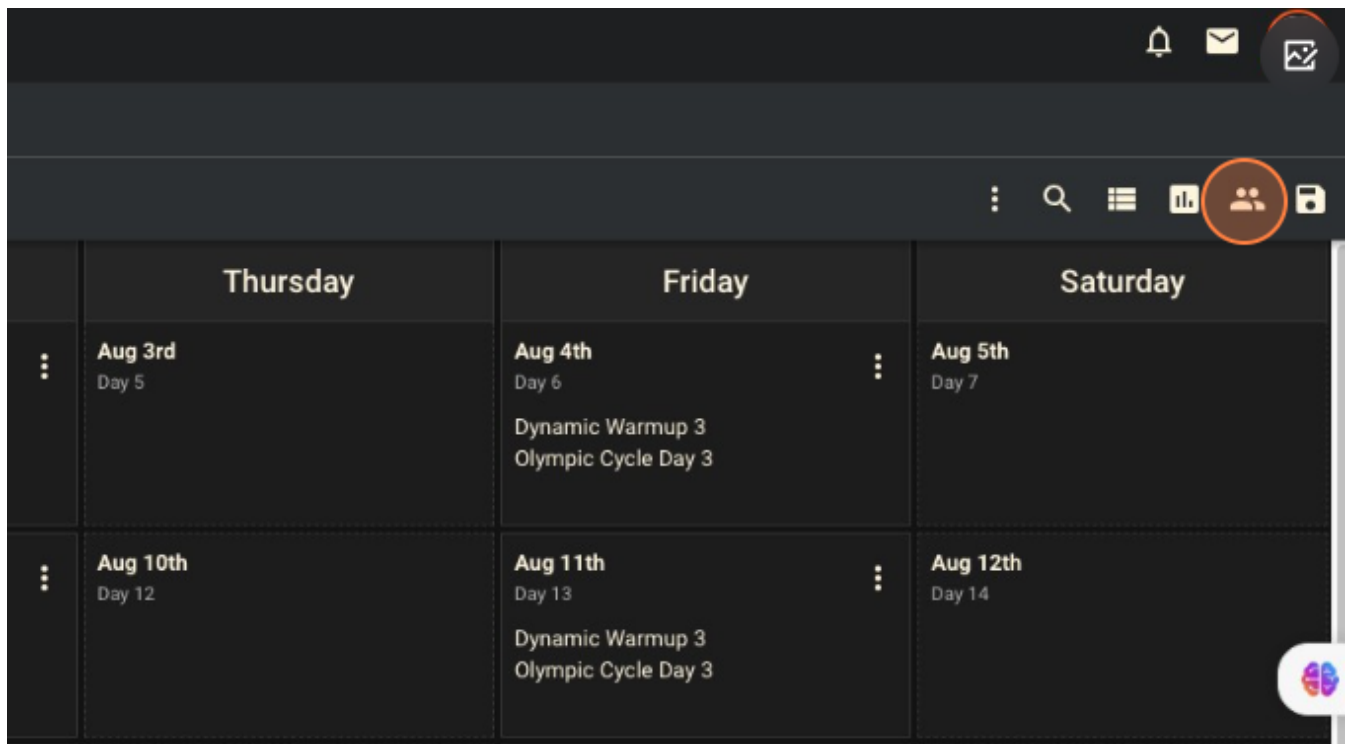 Thursday
Friday
Saturday
Aug 3rd
Day 5
Aug 4th
Day 6
Dynamic Warmup 3
Olympic Cycle Day 3
Aug 5th
Day 7
Aug 10th
Day 12
Aug 11th
Day 13
Dynamic Warmup 3
Olympic Cycle Day 3
Aug 12th
Day 14